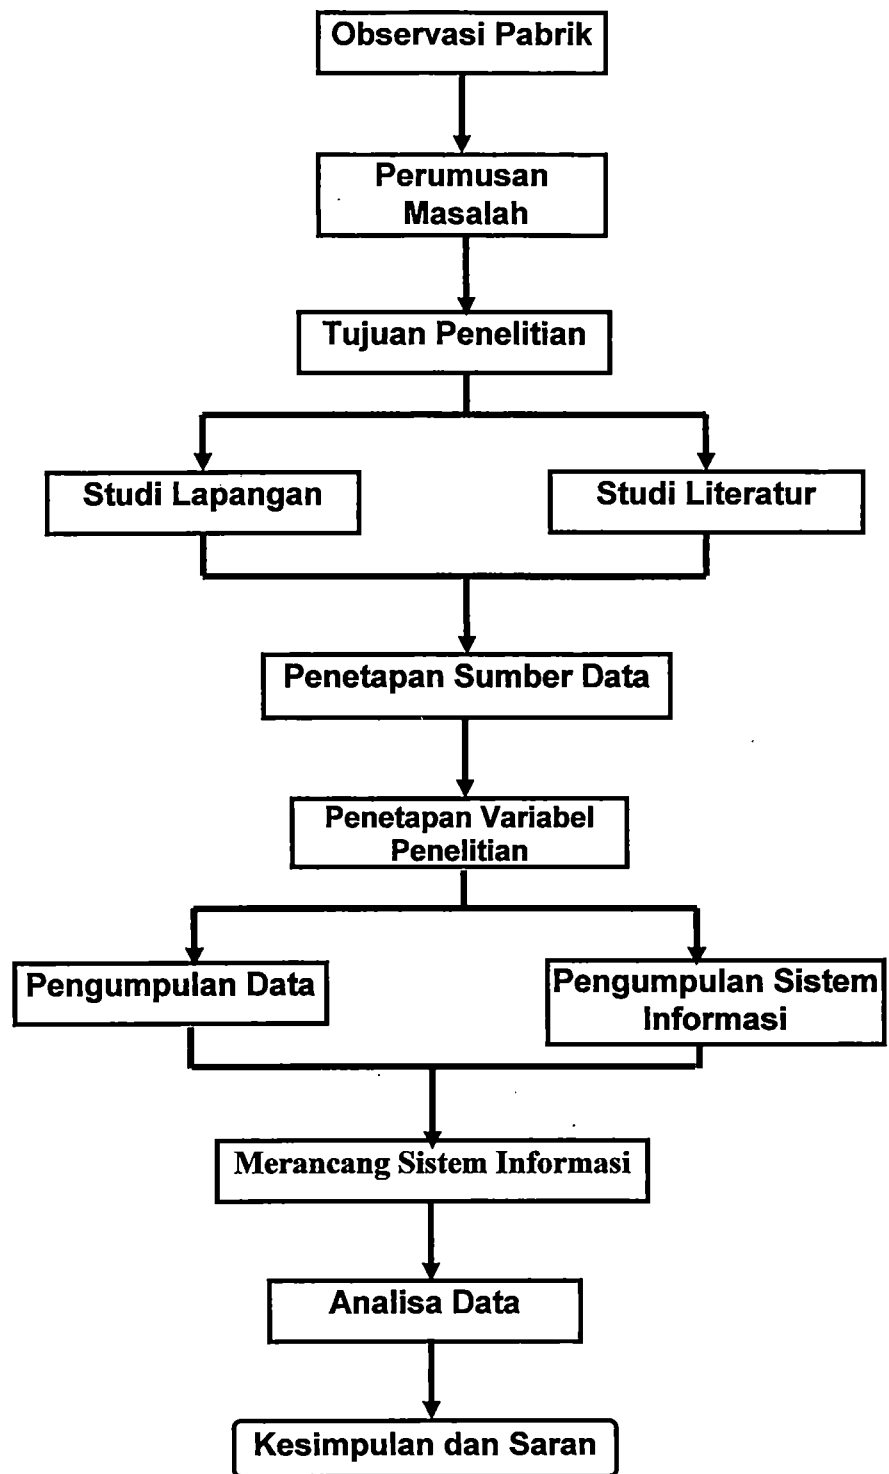 Observasi Pabrik
Perumusan
Masalah
Tujuan Penelitian
Studi Lapangan
Studi Literatur
Penetapan Sumber Data
Penetapan Variabel
Penelitian
Pengumpulan Data
Pengumpulan Sistem
Informasi
Merancang Sistem Informasi
Analisa Data
Kesimpulan dan Saran